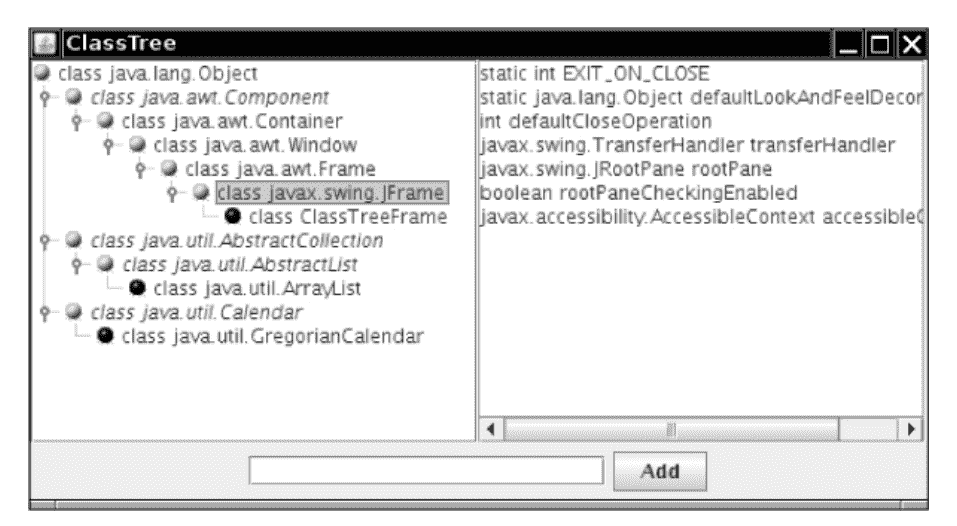 ClassTree
class java.lang.Object
class java.awt.Component
class java.awt.Container
class java.awt.Window
class java.awt.Frame
class javax.swing.JFrame
class ClassTreeFrame
class java.util.AbstractCollection
class java.util.AbstractList
class java.util.ArrayList
class java.util.Calendar
class java.util.GregorianCalendar
static int EXIT_ON_CLOSE
static java.lang.Object defaultLookAndFeelDecor
int defaultCloseOperation
javax.swing.TransferHandler transferHandler
javax.swing.JRootPane rootPane
boolean rootPaneCheckingEnabled
javax.accessibility.AccessibleContext accessibleC
Add